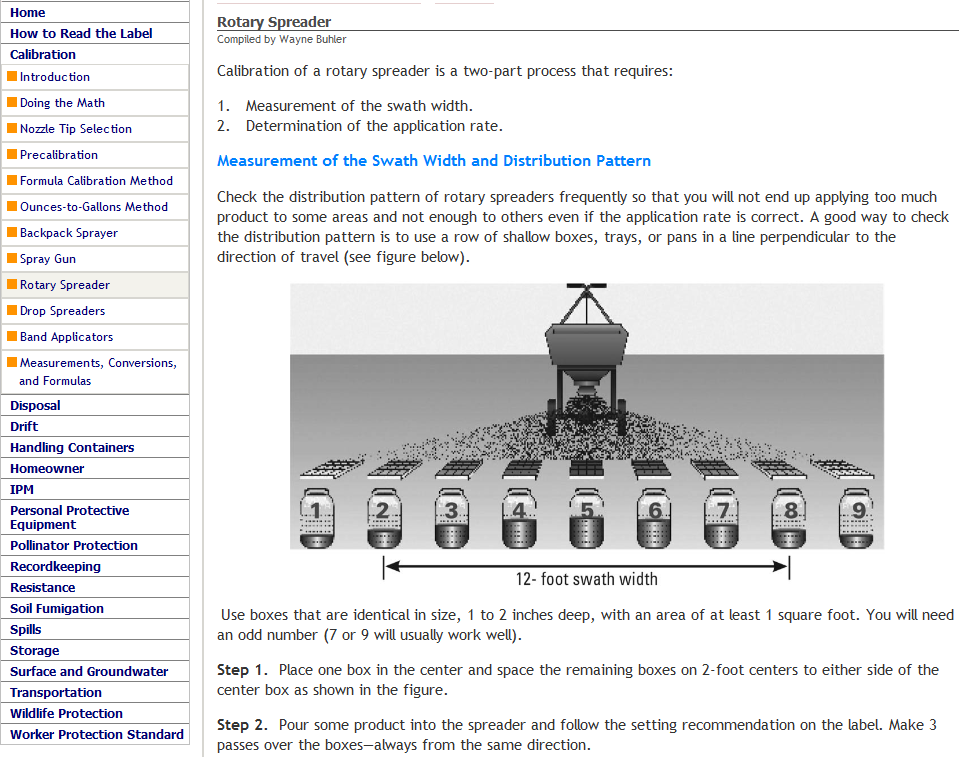 Home
How to Read the Label
Calibration
Introduction
Doing the Math
Nozzle Tip Selection
Precalibration
Formula Calibration Method
Ounces-to-Gallons Method
Backpack Sprayer
Spray Gun
Rotary Spreader
Drop Spreaders
Band Applicators
Measurements, Conversions,
and Formulas
Disposal
Drift
Handling Containers
Homeowner
IPM
Personal Protective
Equipment
Pollinator Protection
Recordkeeping
Resistance
Soil Fumigation
Spills
Storage
Surface and Groundwater
Transportation
Wildlife Protection
Worker Protection Standard
Rotary Spreader
Compiled by Wayne Buhler
Calibration of a rotary spreader is a two-part process that requires:
1. Measurement of the swath width.
2. Determination of the application rate.
Measurement of the Swath Width and Distribution Pattern
Check the distribution pattern of rotary spreaders frequently so that you will not end up applying too much
product to some areas and not enough to others even if the application rate is correct. A good way to check
the distribution pattern is to use a row of shallow boxes, trays, or pans in a line perpendicular to the
direction of travel (see figure below).
1 2 3 4 5 6 7 8 9
12- foot swath width
Use boxes that are identical in size, 1 to 2 inches deep, with an area of at least 1 square foot. You will need
an odd number (7 or 9 will usually work well).
Step 1. Place one box in the center and space the remaining boxes on 2-foot centers to either side of the
center box as shown in the figure.
Step 2. Pour some product into the spreader and follow the setting recommendation on the label. Make 3
passes over the boxes—always from the same direction.